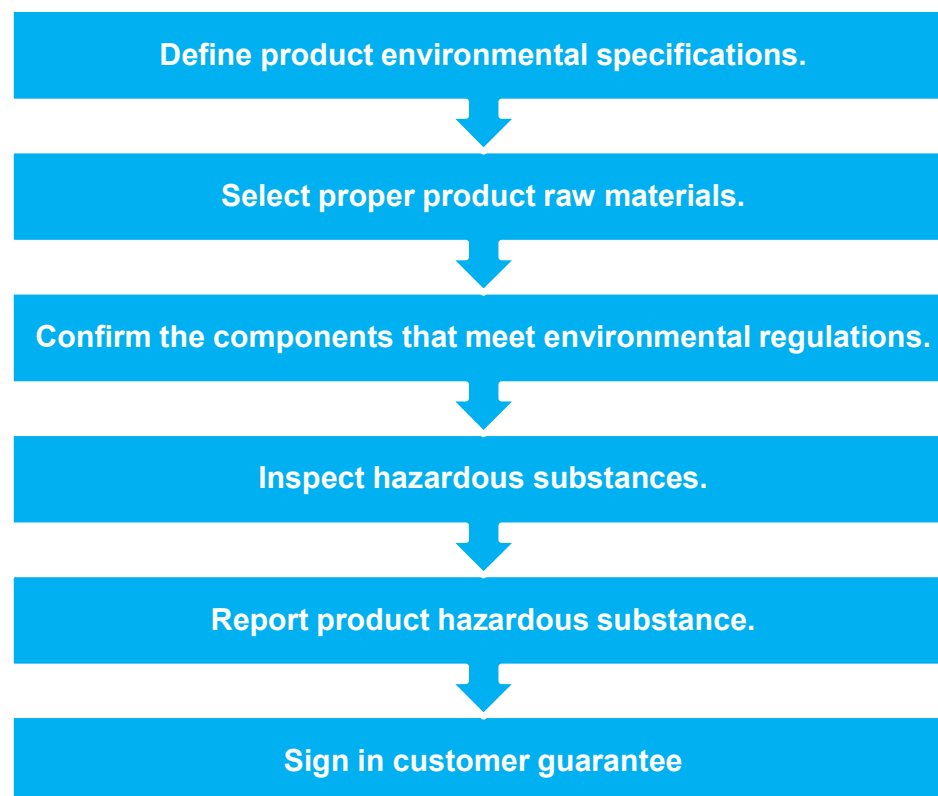 Define product environmental specifications.
Select proper product raw materials.
Confirm the components that meet environmental regulations.
Inspect hazardous substances.
Report product hazardous substance.
Sign in customer guarantee